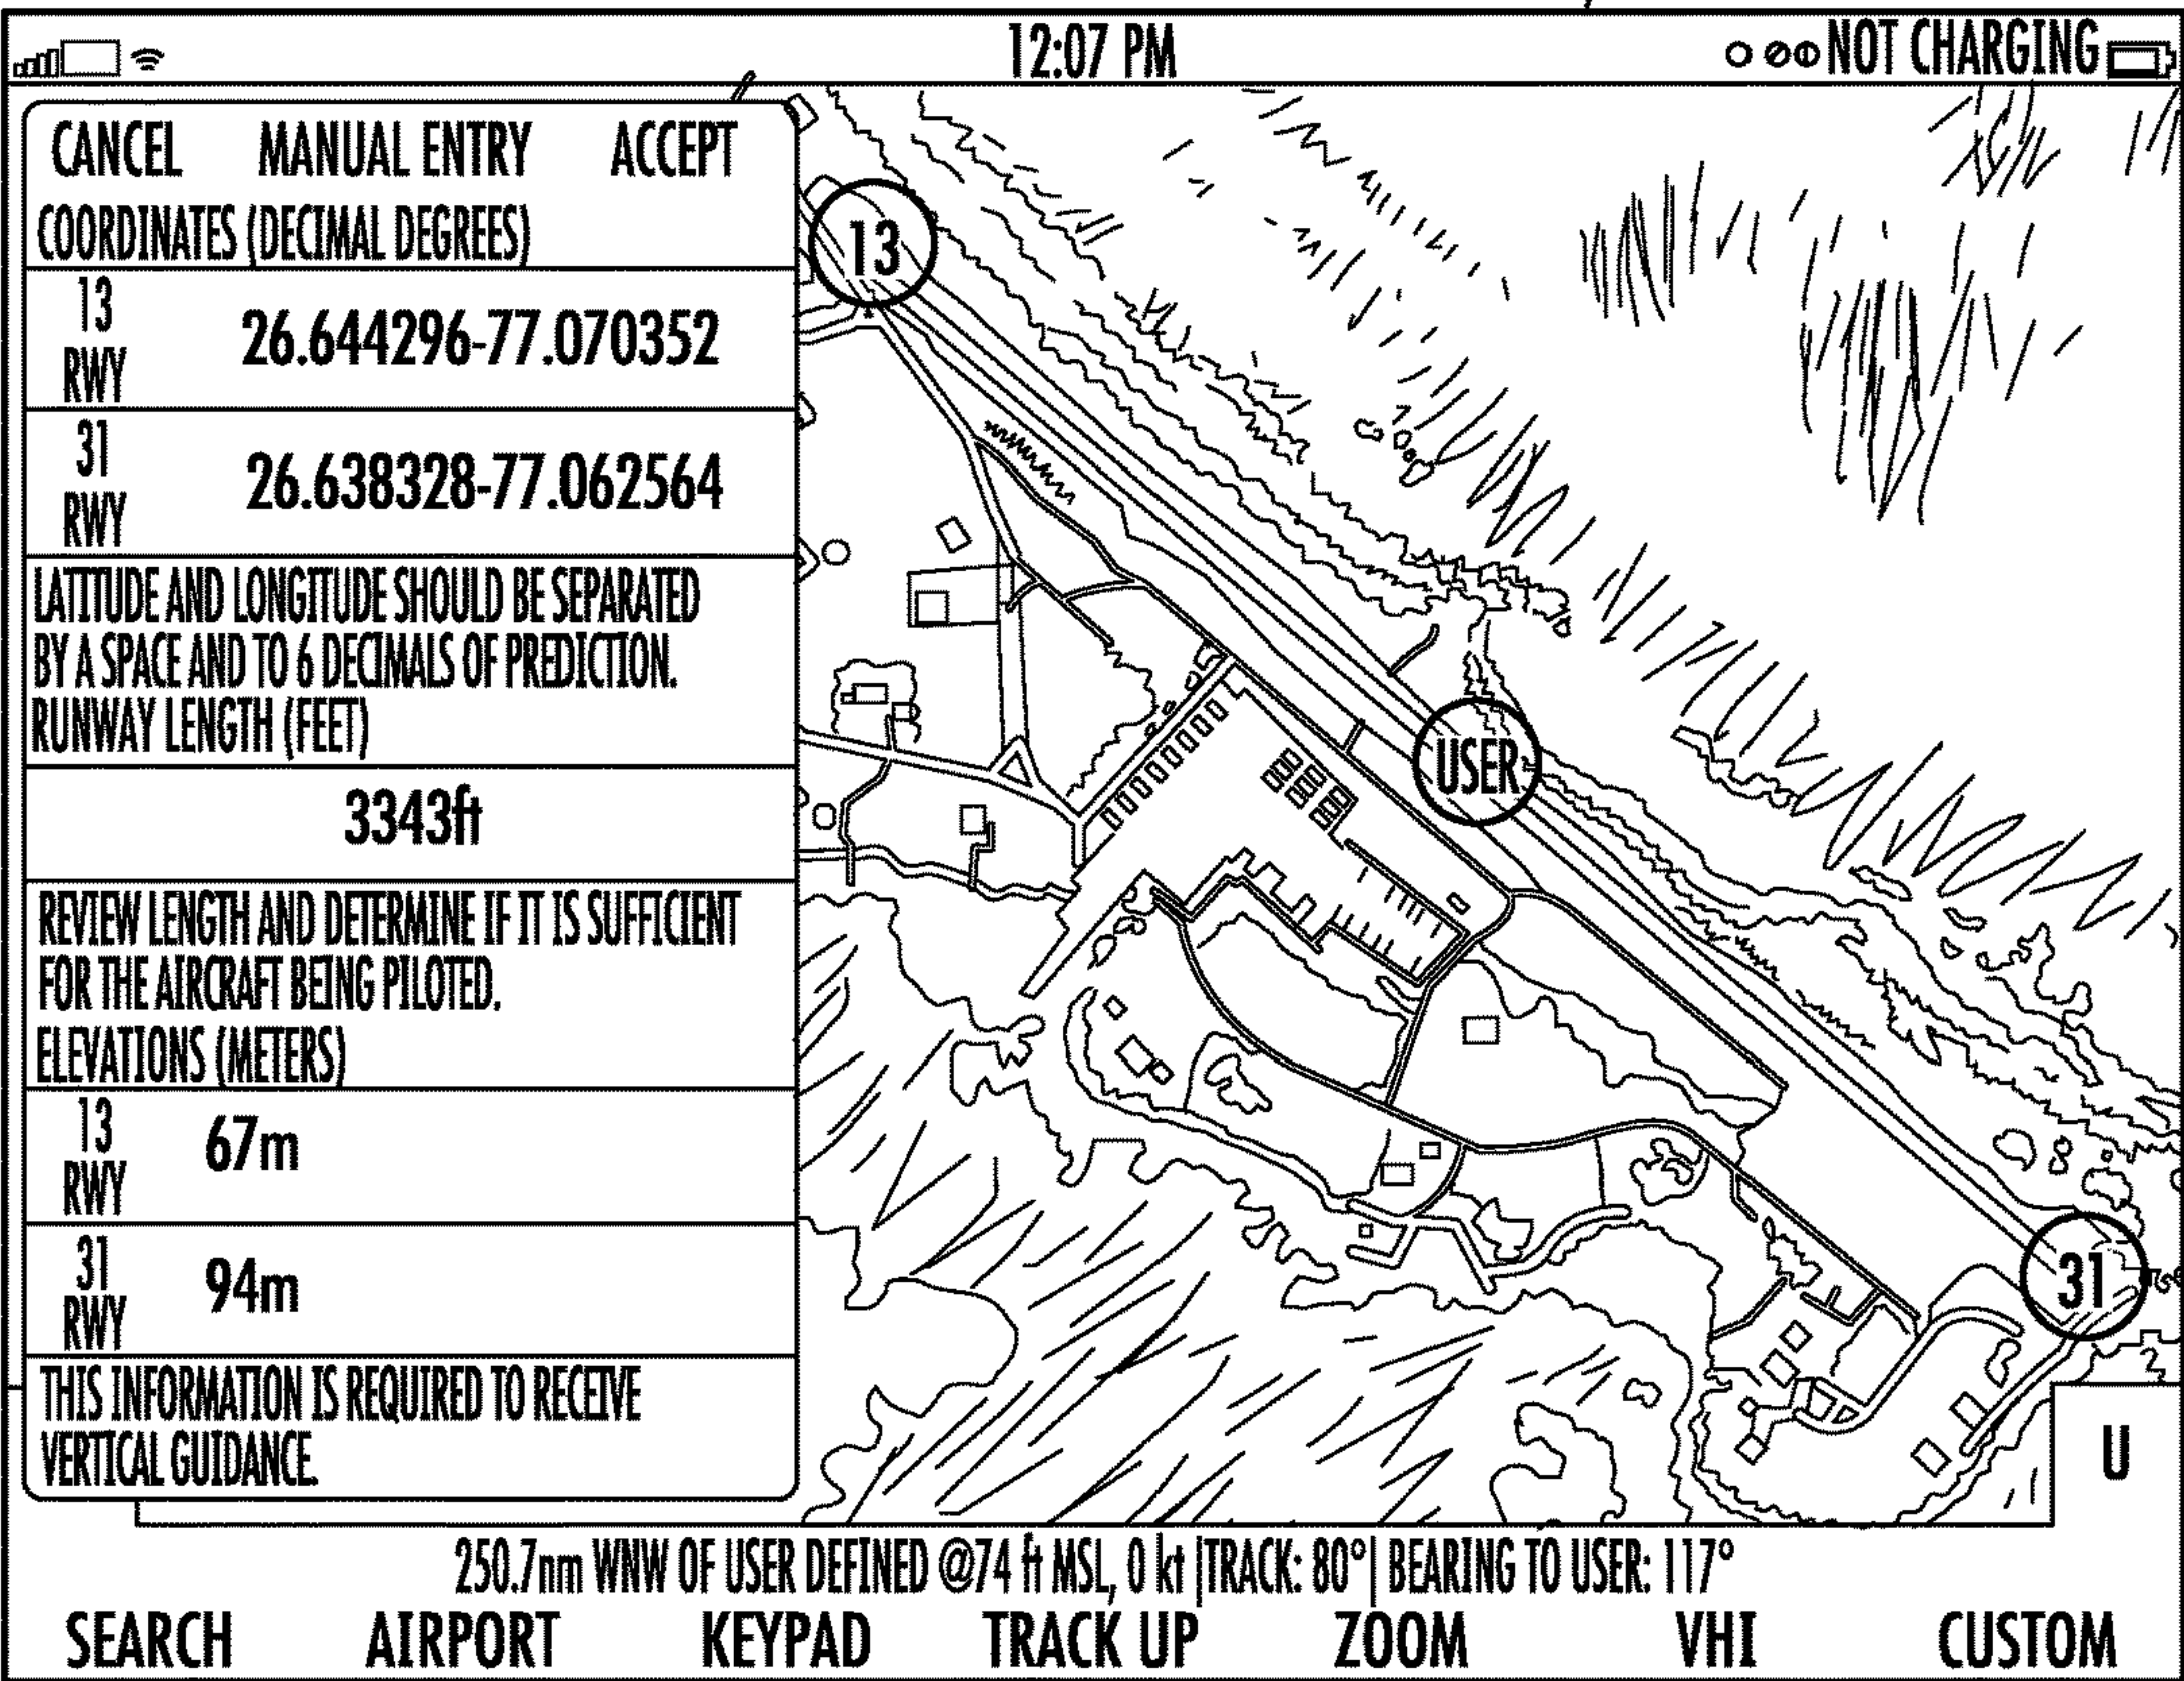 12:07 PM
NOT CHARGING
CANCEL MANUAL ENTRY ACCEPT
COORDINATES (DECIMAL DEGREES)
13
RWY
26.644296-77.070352
31
RWY
26.638328-77.062564
LATITUDE AND LONGITUDE SHOULD BE SEPARATED
BY A SPACE AND TO 6 DECIMALS OF PREDICTION.
RUNWAY LENGTH (FEET)
3343ft
REVIEW LENGTH AND DETERMINE IF IT IS SUFFICIENT
FOR THE AIRCRAFT BEING PILOTED.
ELEVATIONS (METERS)
13
RWY
67m
31
RWY
94m
THIS INFORMATION IS REQUIRED TO RECEIVE
VERTICAL GUIDANCE.
13
USER
31
U
250.7nm WNW OF USER DEFINED @74 ft MSL, 0 kt |TRACK: 80°| BEARING TO USER: 117°
SEARCH AIRPORT KEYPAD TRACK UP ZOOM VHI CUSTOM